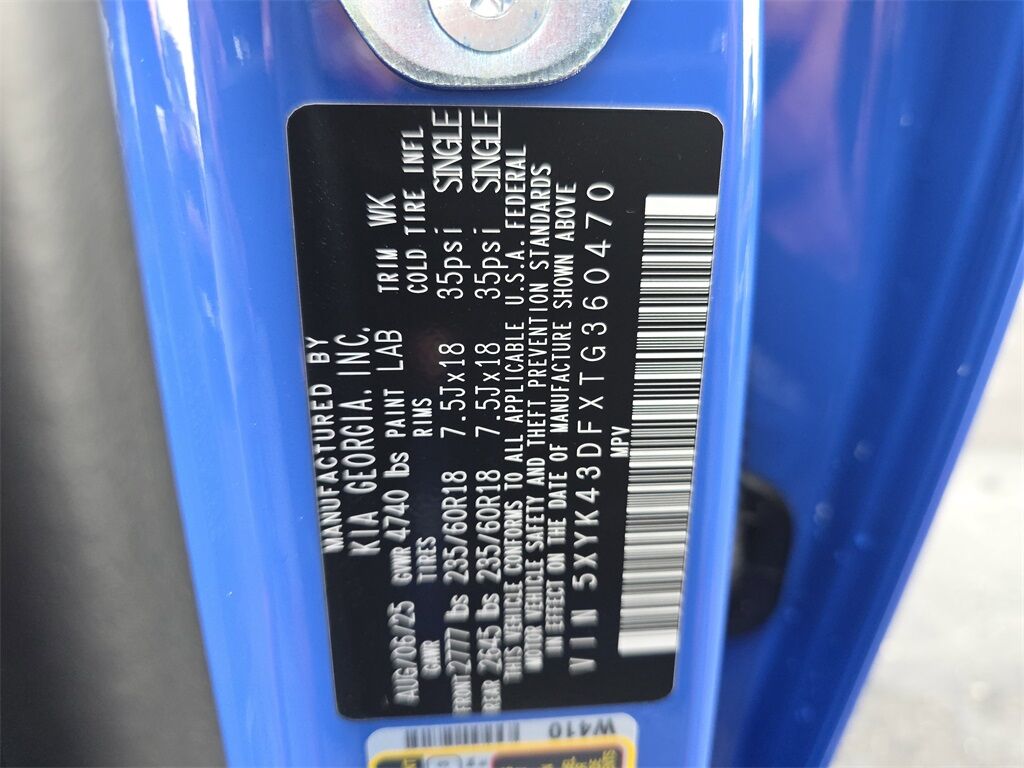 MANUFACTURED BY
KIA GEORGIA, INC.
AUG/06/25 GVWR 4740 lbs PAINT LAB TRIM WK
GAWR TIRES RIMS COLD TIRE INFL
FRONT 2777 lbs 235/60R18 7.5Jx18 35psi SINGLE
REAR 2645 lbs 235/60R18 7.5Jx18 35psi SINGLE
THIS VEHICLE CONFORMS TO ALL APPLICABLE U.S.A. FEDERAL
MOTOR VEHICLE SAFETY AND THEFT PREVENTION STANDARDS
IN EFFECT ON THE DATE OF MANUFACTURE SHOWN ABOVE
VIN 5XYK43DFXTG360470
MPV
W410